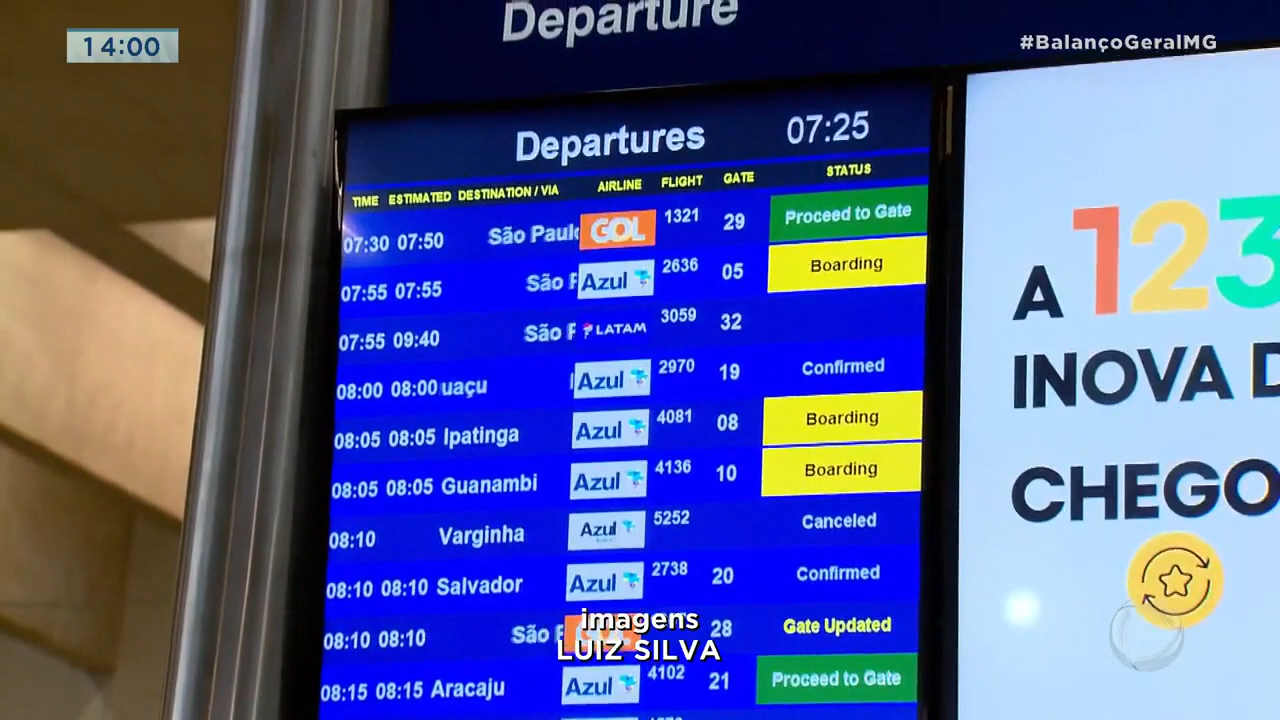 14:00
#BalançoGeralMG
Departure
Departures 07:25
TIME ESTIMATED DESTINATION / VIA AIRLINE FLIGHT GATE STATUS
07:30 07:50 São Paulo GOL 1321 29 Proceed to Gate
07:55 07:55 São P Azul 2636 05 Boarding
07:55 09:40 São P LATAM 3059 32
08:00 08:00 uaçu Azul 2970 19 Confirmed
08:05 08:05 Ipatinga Azul 4081 08 Boarding
08:05 08:05 Guanambi Azul 4136 10 Boarding
08:10 Varginha Azul 5252 Canceled
08:10 08:10 Salvador Azul 2738 20 Confirmed
08:10 08:10 São P GOL 28 Gate Updated
08:15 08:15 Aracaju Azul 4102 21 Proceed to Gate
A 123
INOVA D
CHEGO
imagens
LUIZ SILVA